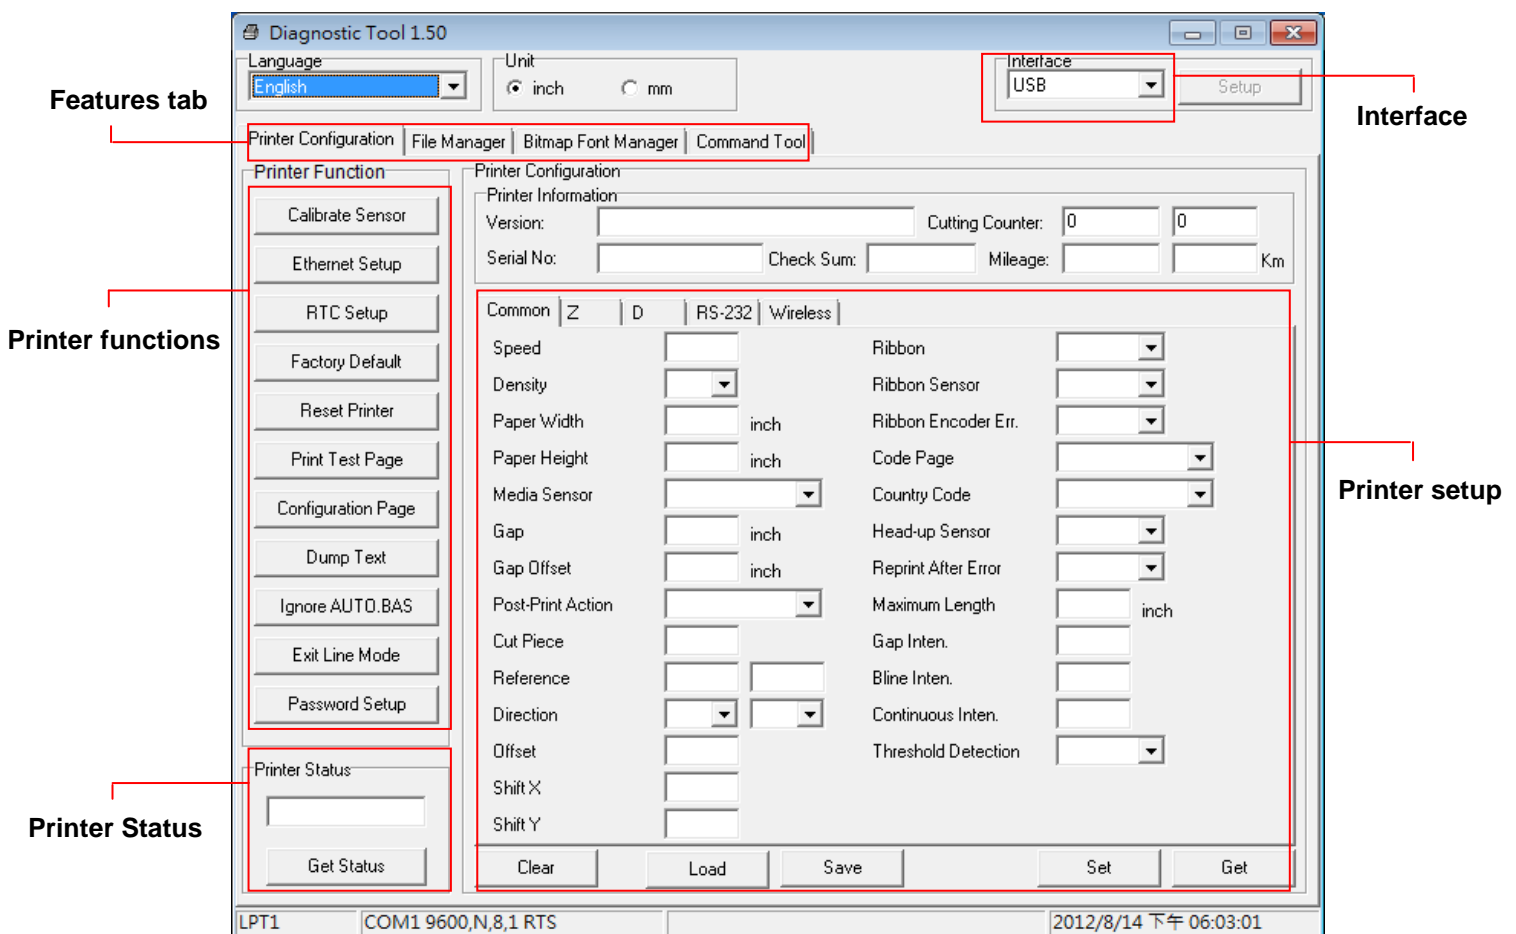 Diagnostic Tool 1.50
Language
English
Unit
inch
mm
Interface
USB
Setup
Features tab
Interface
Printer Configuration
File Manager
Bitmap Font Manager
Command Tool
Printer Function
Calibrate Sensor
Ethernet Setup
RTC Setup
Factory Default
Reset Printer
Print Test Page
Configuration Page
Dump Text
Ignore AUTO.BAS
Exit Line Mode
Password Setup
Printer functions
Printer Status
Get Status
Printer Status
Printer Configuration
Printer Information
Version:
Cutting Counter:
0
0
Serial No:
Check Sum:
Mileage:
Km
Common
Z
D
RS-232
Wireless
Speed
Density
Paper Width
inch
Paper Height
inch
Media Sensor
Gap
inch
Gap Offset
inch
Post-Print Action
Cut Piece
Reference
Direction
Offset
Shift X
Shift Y
Ribbon
Ribbon Sensor
Ribbon Encoder Err.
Code Page
Country Code
Head-up Sensor
Reprint After Error
Maximum Length
inch
Gap Inten.
Bline Inten.
Continuous Inten.
Threshold Detection
Printer setup
Clear
Load
Save
Set
Get
LPT1
COM1 9600,N,8,1 RTS
2012/8/14 下午 06:03:01